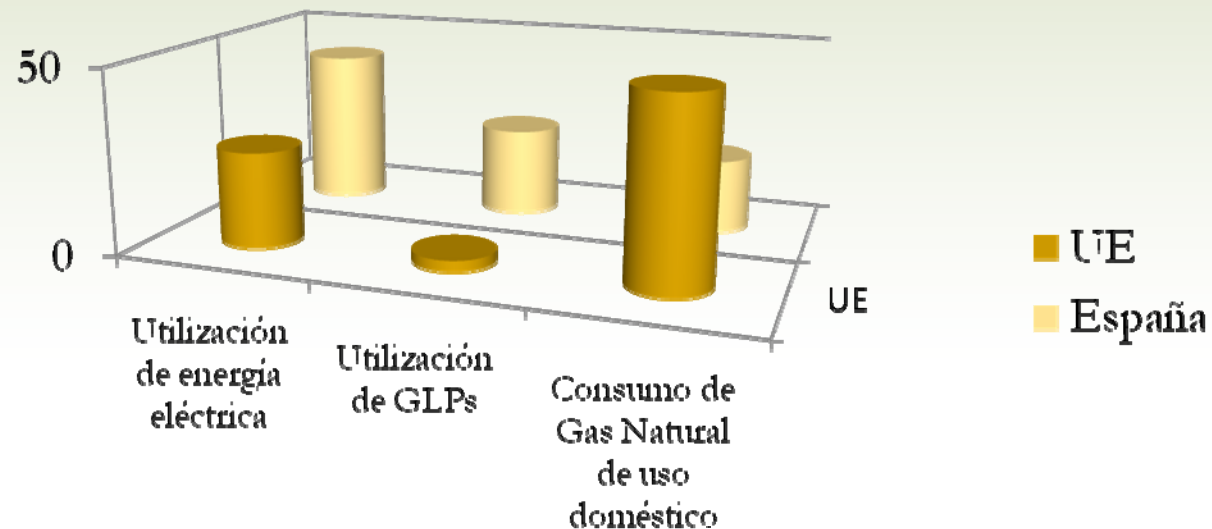 50
0
Utilización
de energía
eléctrica
Utilización
de GLPs
Consumo de
Gas Natural
de uso
doméstico
UE
UE
España